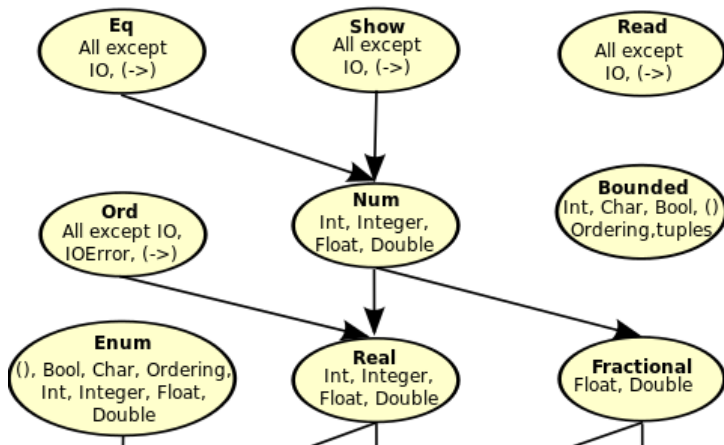 Eq
All except
IO, (->)
Show
All except
IO, (->)
Read
All except
IO, (->)
Ord
All except IO,
IOError, (->)
Num
Int, Integer,
Float, Double
Bounded
Int, Char, Bool, ()
Ordering,tuples
Enum
(), Bool, Char, Ordering,
Int, Integer, Float,
Double
Real
Int, Integer,
Float, Double
Fractional
Float, Double